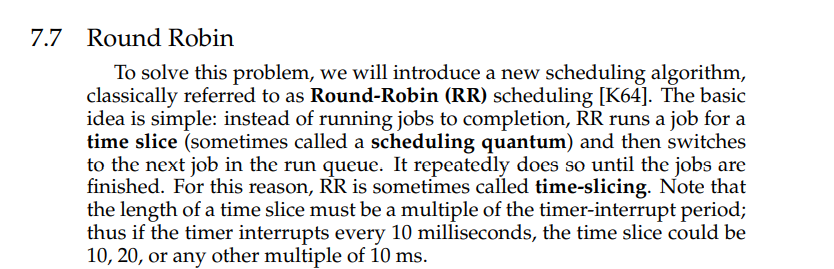 7.7 Round Robin
To solve this problem, we will introduce a new scheduling algorithm,
classically referred to as Round-Robin (RR) scheduling [K64]. The basic
idea is simple: instead of running jobs to completion, RR runs a job for a
time slice (sometimes called a scheduling quantum) and then switches
to the next job in the run queue. It repeatedly does so until the jobs are
finished. For this reason, RR is sometimes called time-slicing. Note that
the length of a time slice must be a multiple of the timer-interrupt period;
thus if the timer interrupts every 10 milliseconds, the time slice could be
10, 20, or any other multiple of 10 ms.